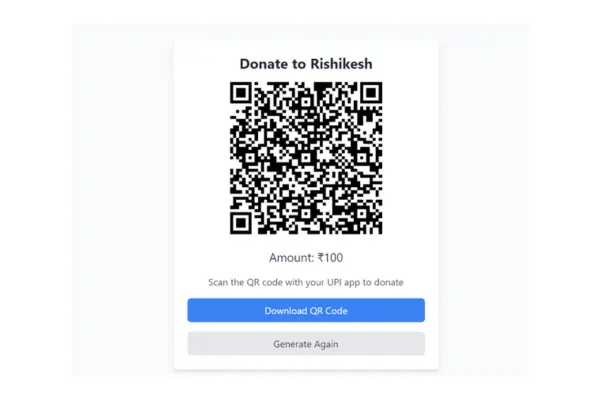 Donate to Rishikesh
Amount: ₹100
Scan the QR code with your UPI app to donate
Download QR Code
Generate Again